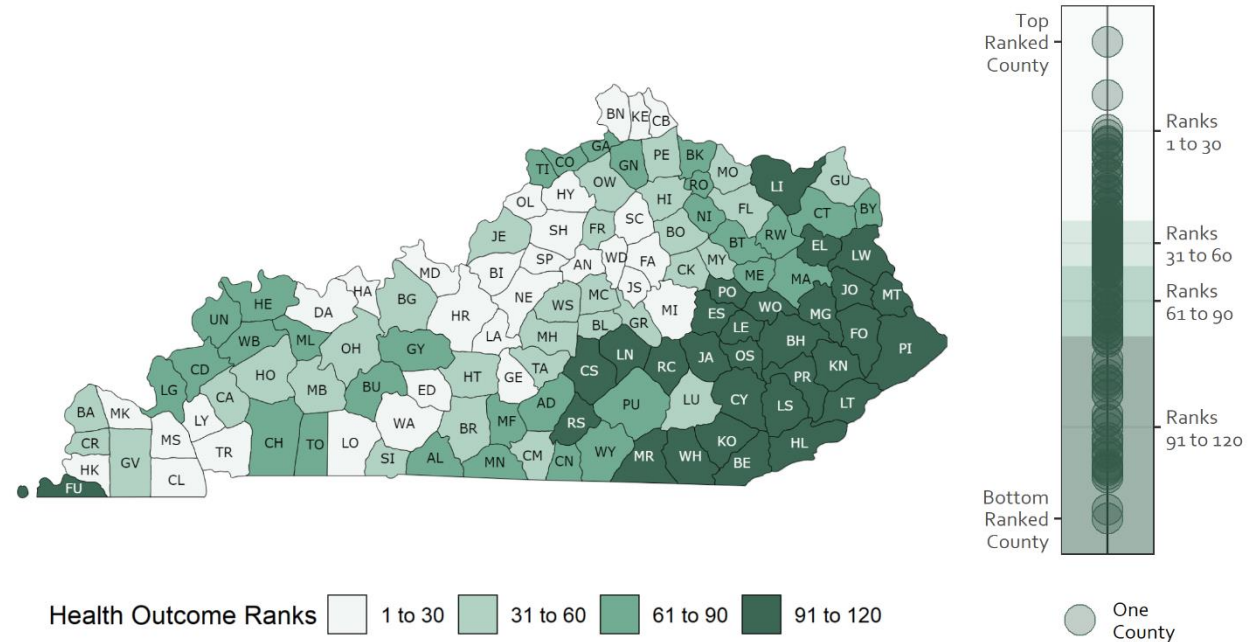 Top
Ranked
County
Ranks
1 to 30
Ranks
31 to 60
Ranks
61 to 90
Ranks
91 to 120
Bottom
Ranked
County
BN KE CB
GA PE BK
TI CO GN MO LI GU
OW RO
HY HI FL CT BY
OL SC NI
JE SH FR BO BT RW EL LW
MD SP AN WD FA CK MY ME MA
HA BI JS PO JO MT
HE DA BG NE WS MC MI WO
UN HR BL GR ES MG FO
WB ML LA MH LE BH PI
OH GY LN JA OS
CD HO GE TA CS RC PR KN
LG MB ED HT
CA BU AD PU LU CY LS LT
BA MK LY WA MF RS
CR MS CH TO LO BR KO HL
GV TR SI AL MN CM CN WY MR WH
HK CL BE
FU
Health Outcome Ranks 1 to 30 31 to 60 61 to 90 91 to 120
One
County